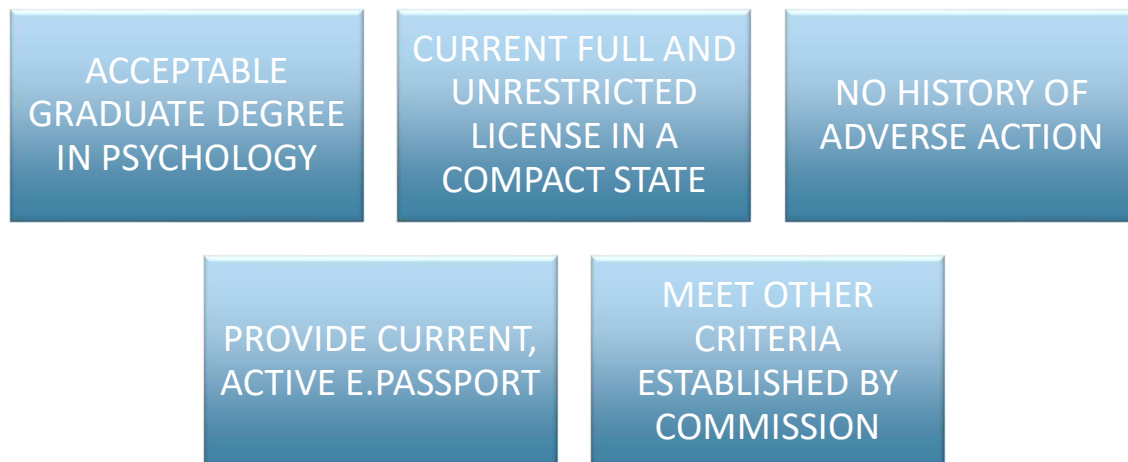 ACCEPTABLE
GRADUATE DEGREE
IN PSYCHOLOGY
CURRENT FULL AND
UNRESTRICTED
LICENSE IN A
COMPACT STATE
NO HISTORY OF
ADVERSE ACTION
PROVIDE CURRENT,
ACTIVE E.PASSPORT
MEET OTHER
CRITERIA
ESTABLISHED BY
COMMISSION